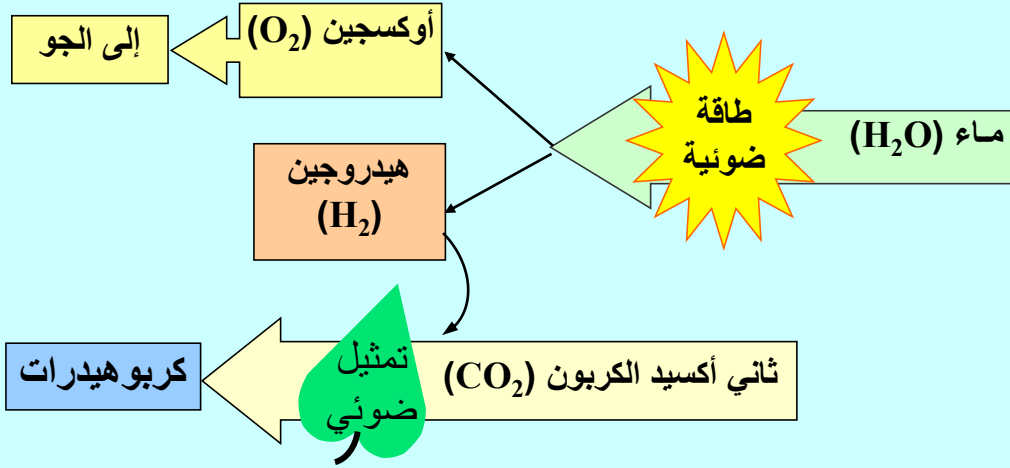 ماء (H₂O)
طاقة
ضوئية
أوكسجين (O₂)
إلى الجو
هيدروجين
(H₂)
ثاني أكسيد الكربون (CO₂)
تمثيل
ضوئي
كربوهيدرات